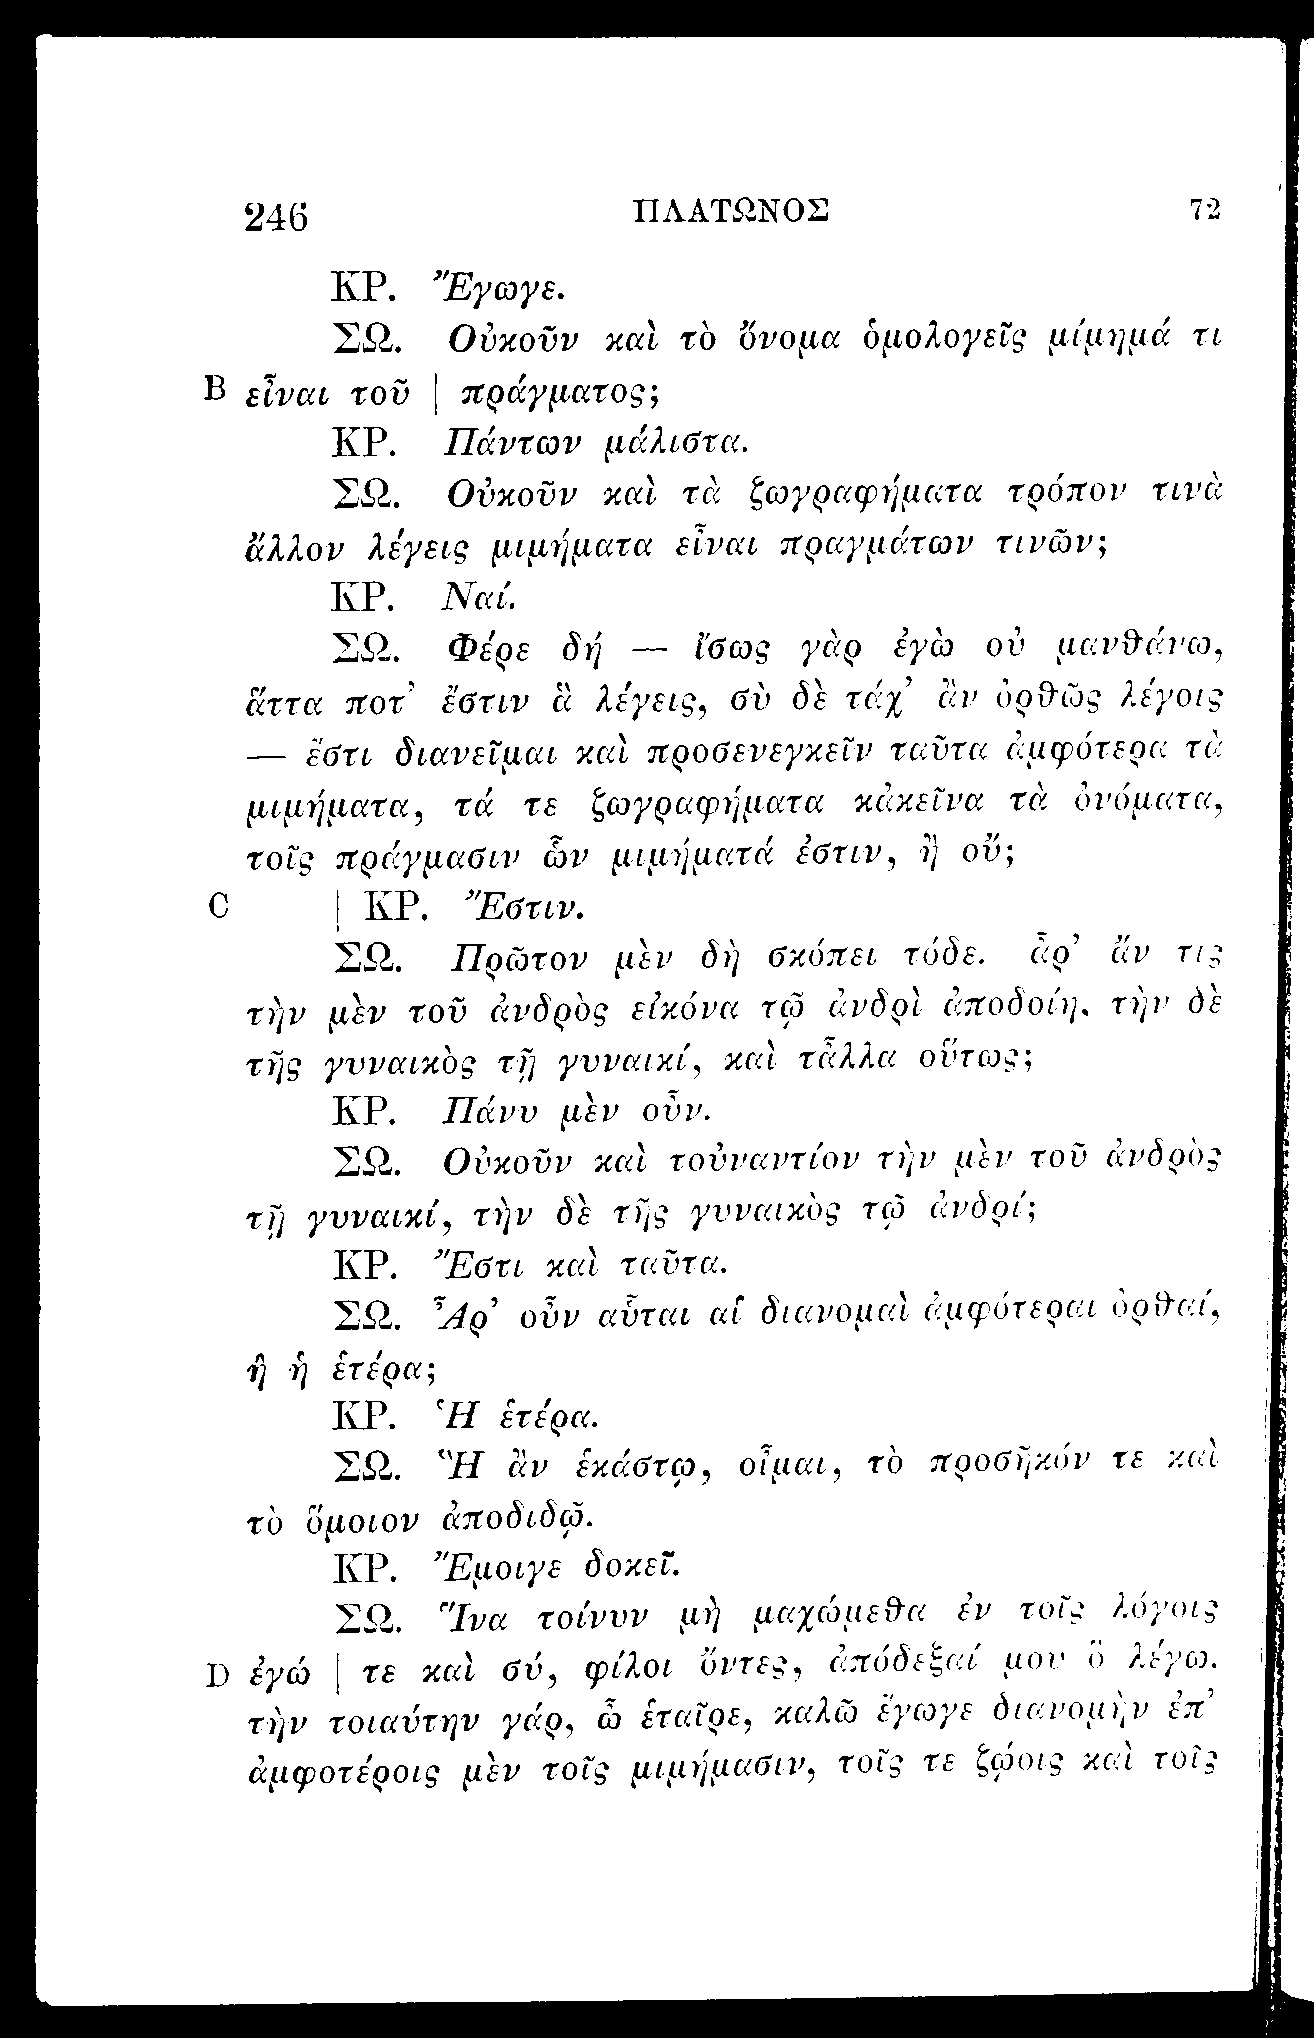 246 ΠΛΑΤΩΝΟΣ 72
ΚΡ. Ἔγωγε.
ΣΩ. Οὐκοῦν καὶ τὸ ὄνομα ὁμολογεῖς μίμημά τι
B εἶναι τοῦ | πράγματος;
ΚΡ. Πάντων μάλιστα.
ΣΩ. Οὐκοῦν καὶ τὰ ζωγραφήματα τρόπον τινὰ
ἄλλον λέγεις μιμήματα εἶναι πραγμάτων τινῶν;
ΚΡ. Ναί.
ΣΩ. Φέρε δή — ἴσως γὰρ ἐγὼ οὐ μανθάνω,
ἅττα ποτ’ ἔστιν ἃ λέγεις, σὺ δὲ τάχ’ ἂν ὀρθῶς λέγοις
— ἔστι διανεῖμαι καὶ προσενεγκεῖν ταῦτα ἀμφότερα τὰ
μιμήματα, τά τε ζωγραφήματα κἀκεῖνα τὰ ὀνόματα,
τοῖς πράγμασιν ὧν μιμήματά ἐστιν, ἢ οὔ;
C | ΚΡ. Ἔστιν.
ΣΩ. Πρῶτον μὲν δὴ σκόπει τόδε. ἆρ’ ἄν τις
τὴν μὲν τοῦ ἀνδρὸς εἰκόνα τῷ ἀνδρὶ ἀποδοίη, τὴν δὲ
τῆς γυναικὸς τῇ γυναικί, καὶ τἆλλα οὕτως;
ΚΡ. Πάνυ μὲν οὖν.
ΣΩ. Οὐκοῦν καὶ τοὐναντίον τὴν μὲν τοῦ ἀνδρὸς
τῇ γυναικί, τὴν δὲ τῆς γυναικὸς τῷ ἀνδρί;
ΚΡ. Ἔστι καὶ ταῦτα.
ΣΩ. Ἆρ’ οὖν αὗται αἱ διανομαὶ ἀμφότεραι ὀρθαί,
ἢ ἡ ἑτέρα;
ΚΡ. Ἡ ἑτέρα.
ΣΩ. Ἣ ἂν ἑκάστῳ, οἶμαι, τὸ προσῆκόν τε καὶ
τὸ ὅμοιον ἀποδιδῷ.
ΚΡ. Ἔμοιγε δοκεῖ.
ΣΩ. Ἵνα τοίνυν μὴ μαχώμεθα ἐν τοῖς λόγοις
D ἐγώ | τε καὶ σύ, φίλοι ὄντες, ἀπόδεξαί μου ὃ λέγω.
τὴν τοιαύτην γάρ, ὦ ἑταῖρε, καλῶ ἔγωγε διανομὴν ἐπ’
ἀμφοτέροις μὲν τοῖς μιμήμασιν, τοῖς τε ζῴοις καὶ τοῖς